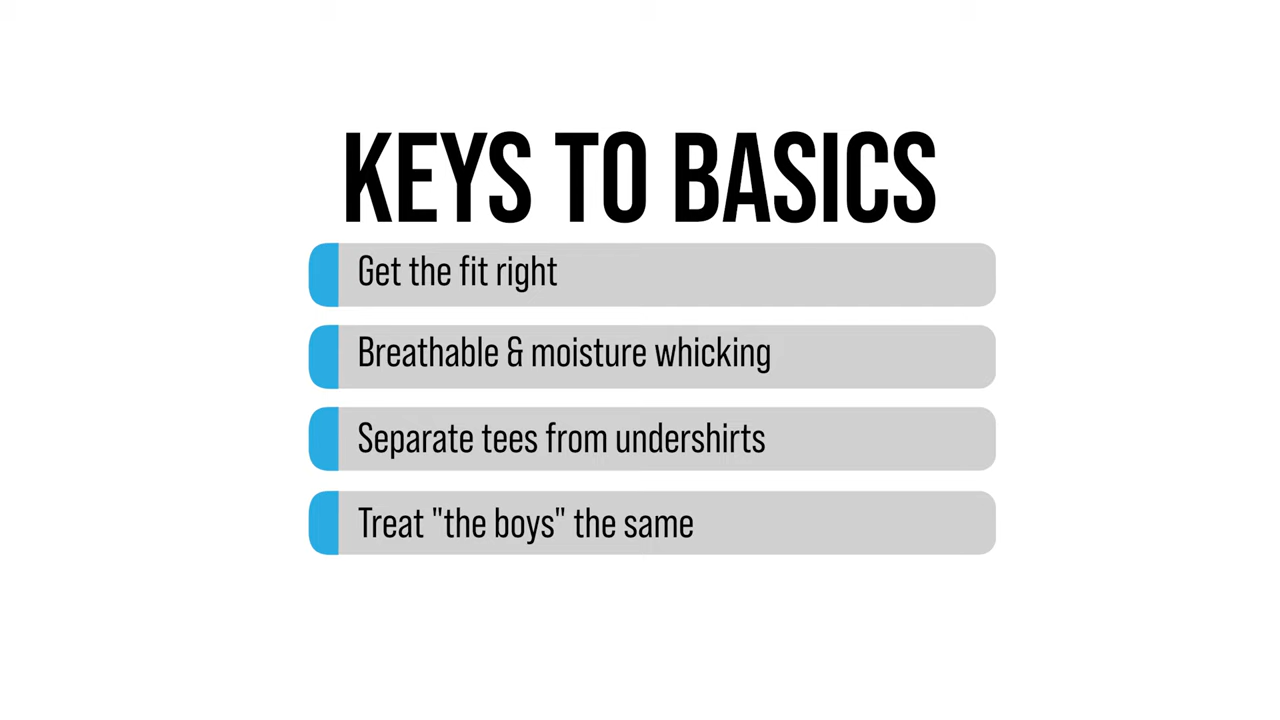 KEYS TO BASICS
Get the fit right
Breathable & moisture whicking
Separate tees from undershirts
Treat "the boys" the same